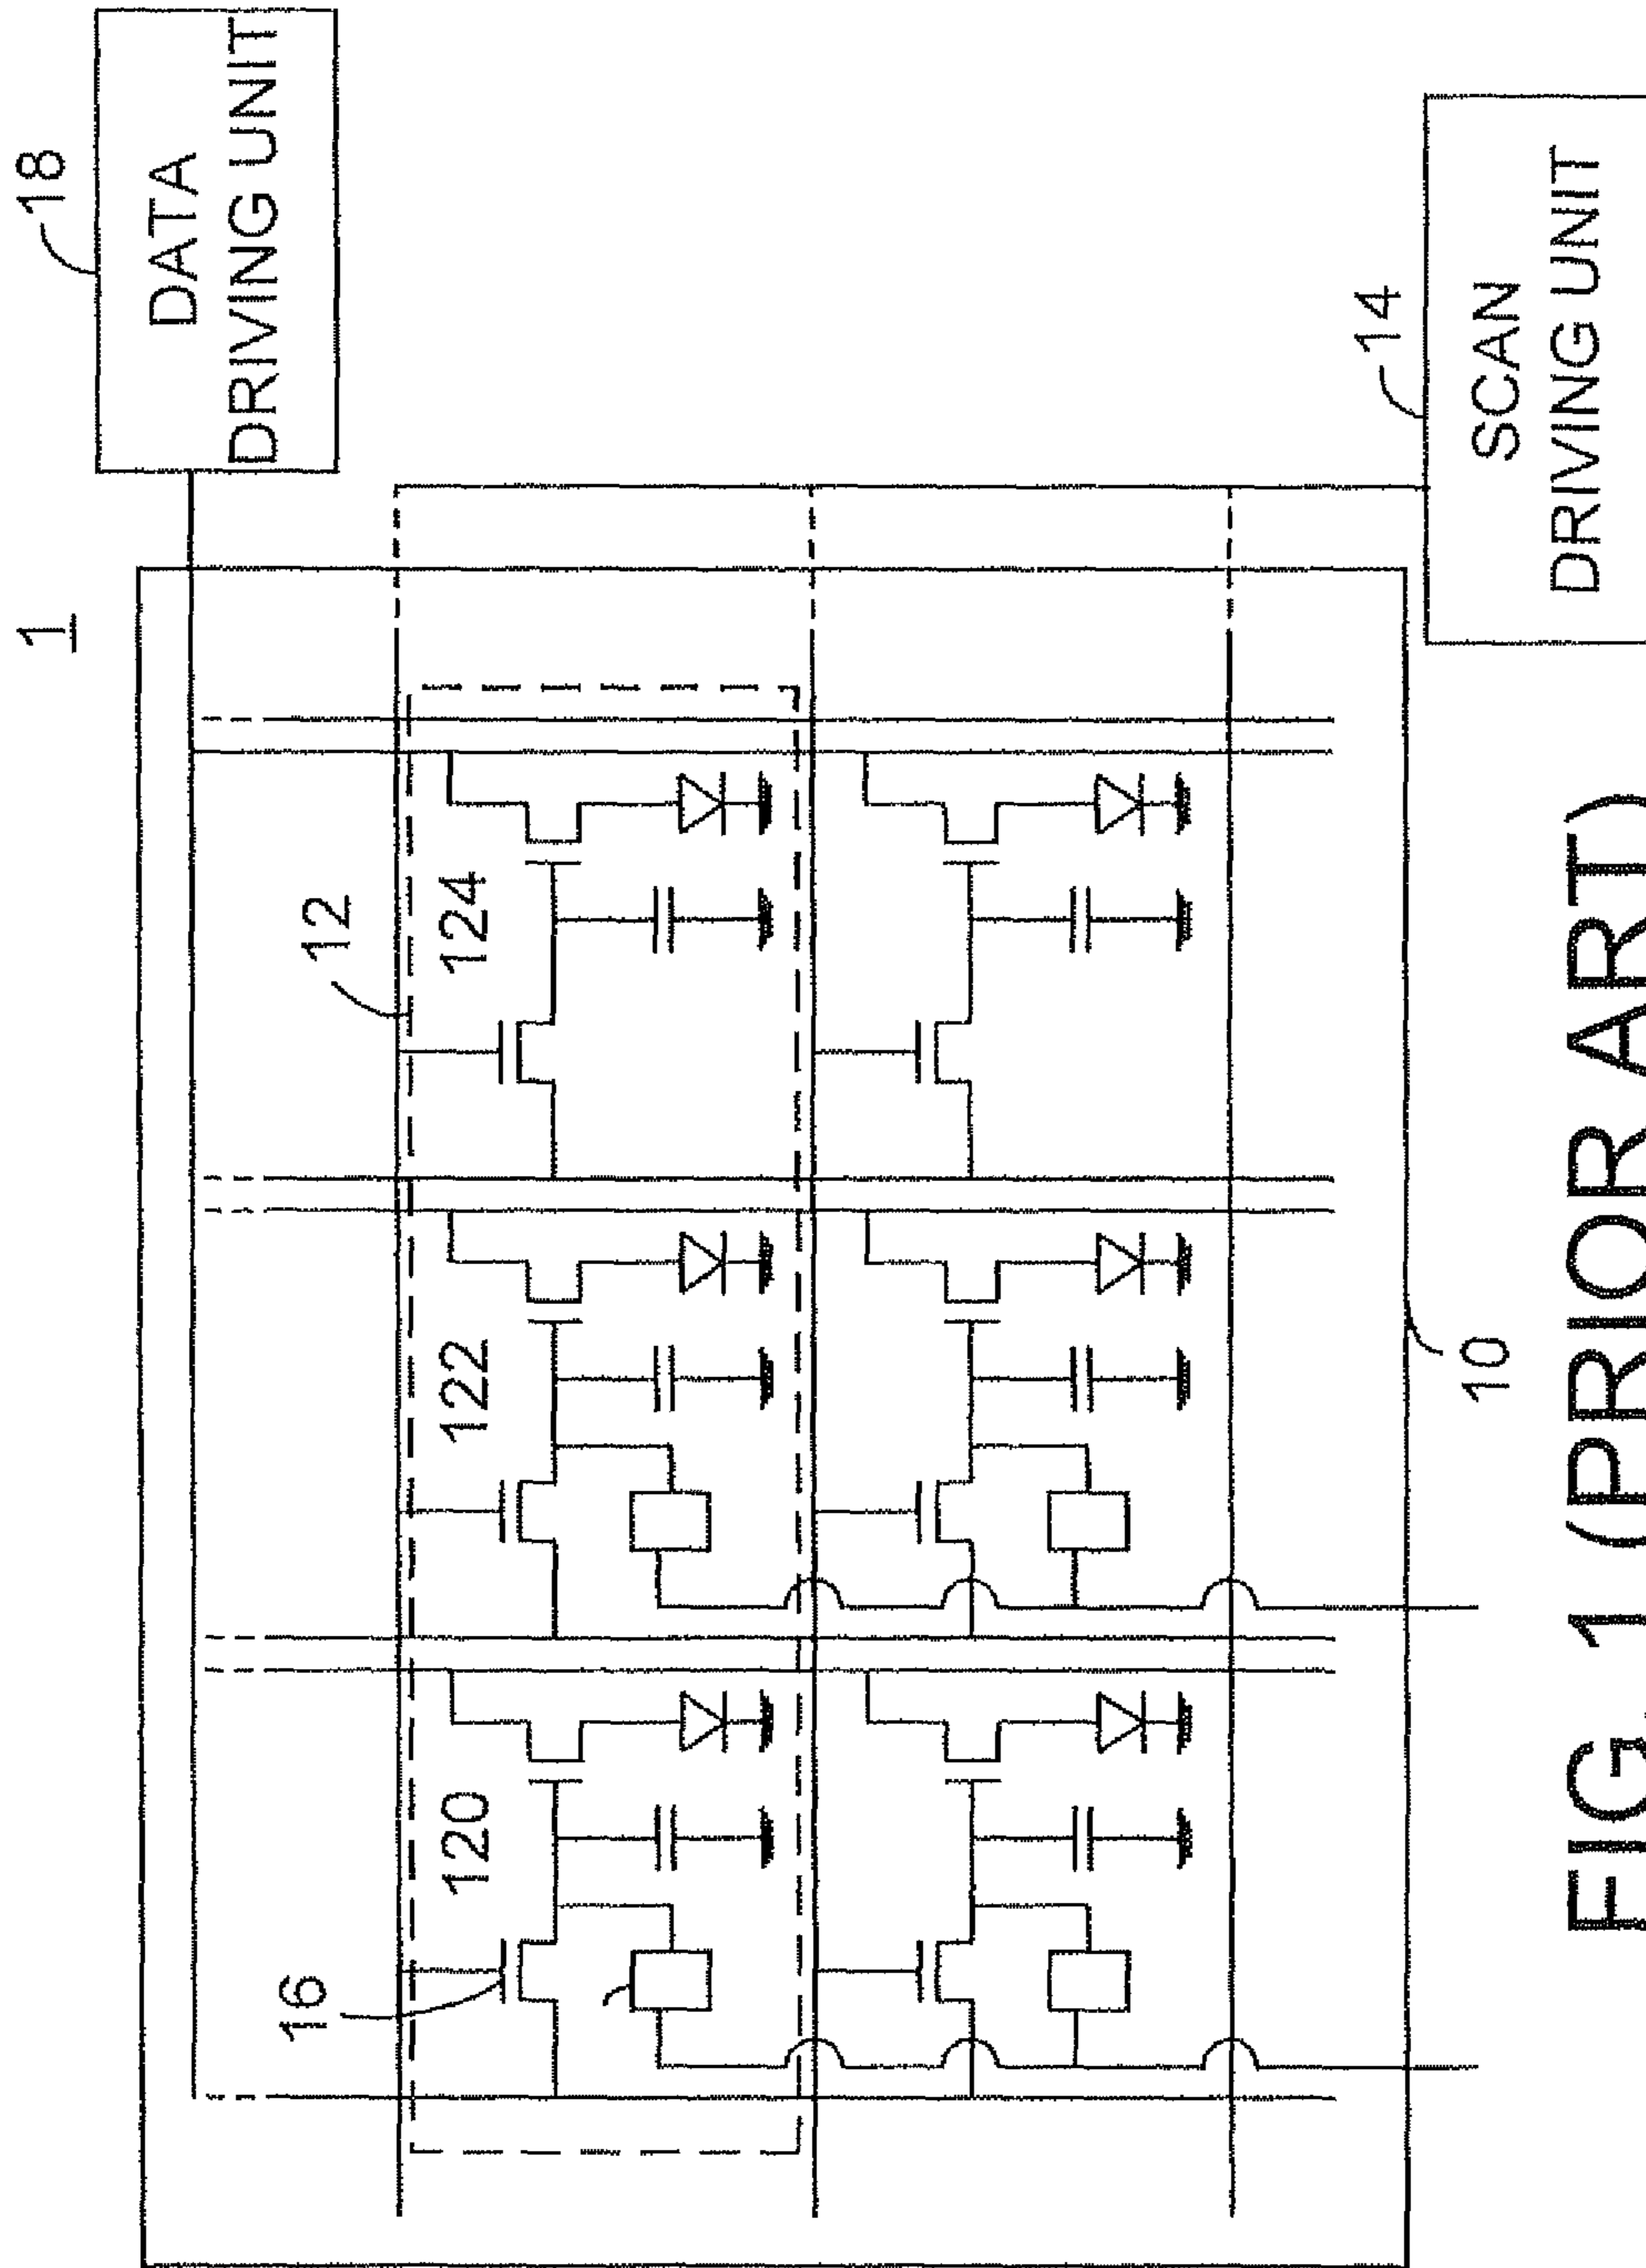 1
18
DATA
DRIVING UNIT
12
16
120
122
124
14
SCAN
DRIVING UNIT
10
FIG. 1 (PRIOR ART)